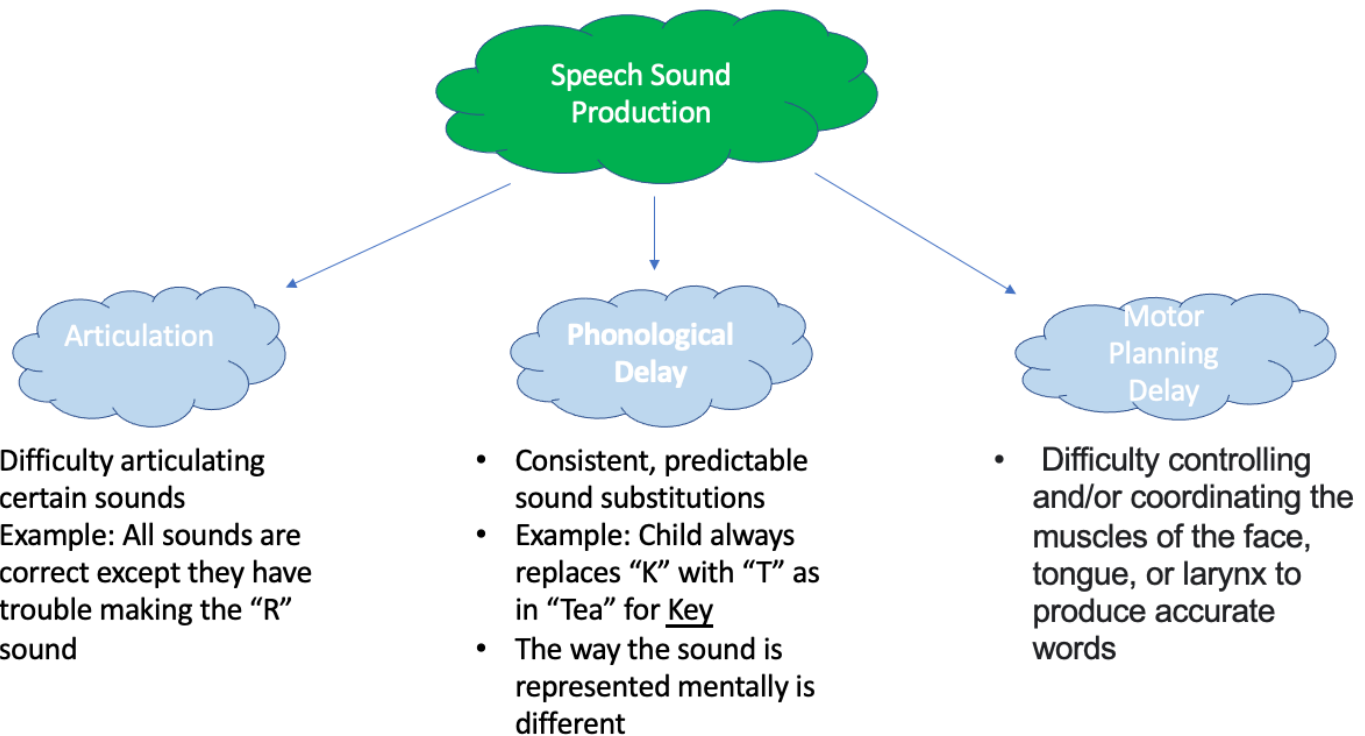 Speech Sound
Production
Articulation
Difficulty articulating
certain sounds
Example: All sounds are
correct except they have
trouble making the “R”
sound
Phonological
Delay
• Consistent, predictable
sound substitutions
• Example: Child always
replaces “K” with “T” as
in “Tea” for Key
• The way the sound is
represented mentally is
different
Motor
Planning
Delay
• Difficulty controlling
and/or coordinating the
muscles of the face,
tongue, or larynx to
produce accurate
words